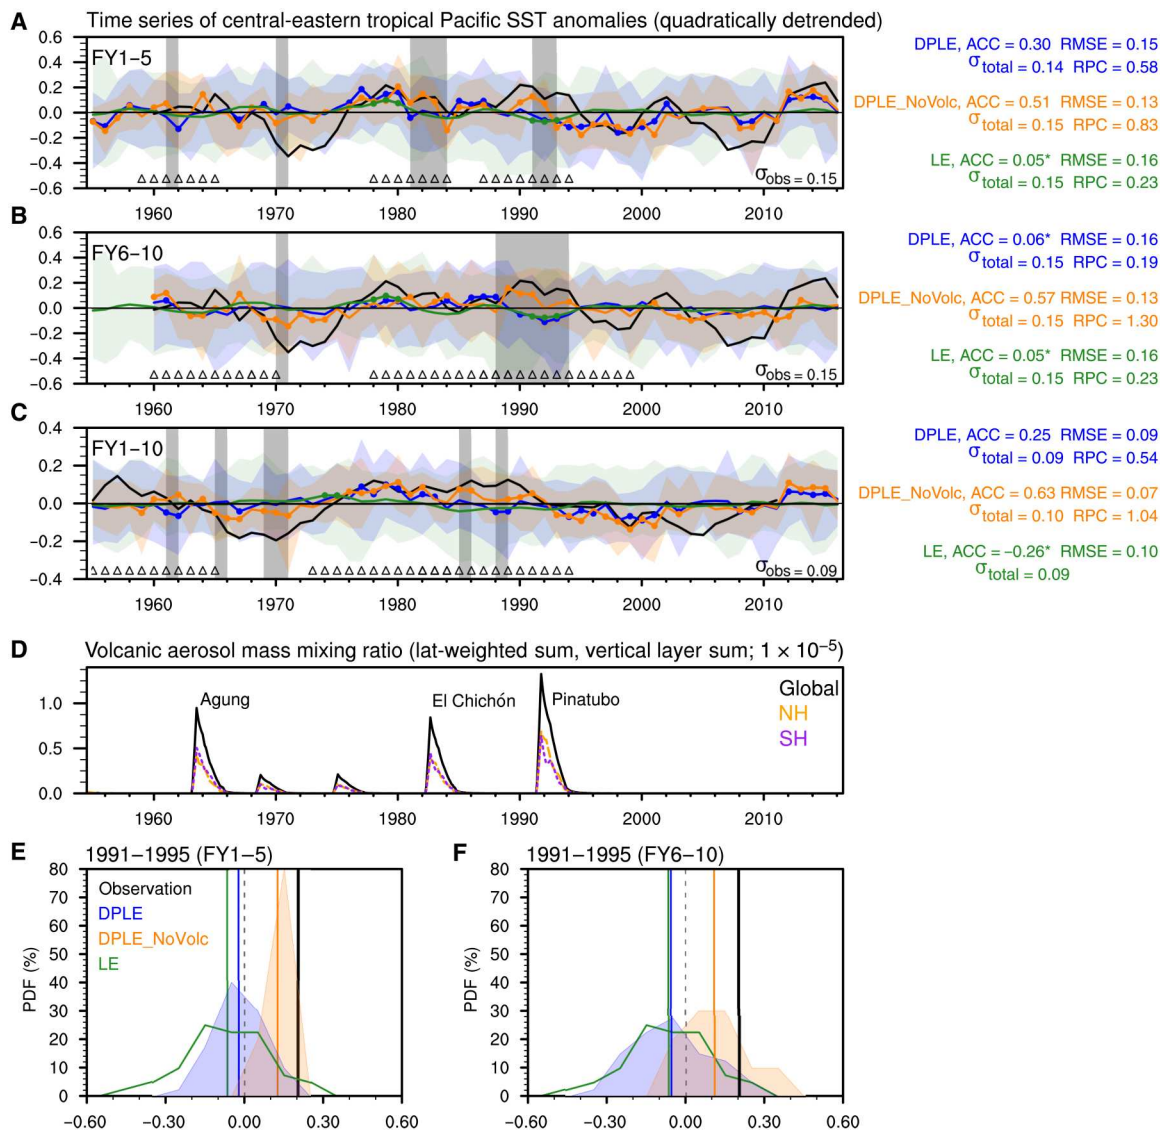 A
Time series of central-eastern tropical Pacific SST anomalies (quadratically detrended)
FY1−5
0.6
0.4
0.2
0.0
−0.2
−0.4
−0.6
σobs = 0.15
1960 1970 1980 1990 2000 2010
DPLE, ACC = 0.30 RMSE = 0.15
σtotal = 0.14 RPC = 0.58
DPLE_NoVolc, ACC = 0.51 RMSE = 0.13
σtotal = 0.15 RPC = 0.83
LE, ACC = 0.05* RMSE = 0.16
σtotal = 0.15 RPC = 0.23
B
FY6−10
0.6
0.4
0.2
0.0
−0.2
−0.4
−0.6
σobs = 0.15
1960 1970 1980 1990 2000 2010
DPLE, ACC = 0.06* RMSE = 0.16
σtotal = 0.15 RPC = 0.19
DPLE_NoVolc, ACC = 0.57 RMSE = 0.13
σtotal = 0.15 RPC = 1.30
LE, ACC = 0.05* RMSE = 0.16
σtotal = 0.15 RPC = 0.23
C
FY1−10
0.4
0.2
0.0
−0.2
−0.4
σobs = 0.09
1960 1970 1980 1990 2000 2010
DPLE, ACC = 0.25 RMSE = 0.09
σtotal = 0.09 RPC = 0.54
DPLE_NoVolc, ACC = 0.63 RMSE = 0.07
σtotal = 0.10 RPC = 1.04
LE, ACC = −0.26* RMSE = 0.10
σtotal = 0.09
D
Volcanic aerosol mass mixing ratio (lat-weighted sum, vertical layer sum; 1 × 10−5)
1.0
0.5
0.0
Agung
El Chichón
Pinatubo
Global
NH
SH
1960 1970 1980 1990 2000 2010
E
1991−1995 (FY1−5)
PDF (%)
80
70
60
50
40
30
20
10
0
Observation
DPLE
DPLE_NoVolc
LE
−0.60 −0.30 0.00 0.30 0.60
F
1991−1995 (FY6−10)
PDF (%)
80
70
60
50
40
30
20
10
0
−0.60 −0.30 0.00 0.30 0.60